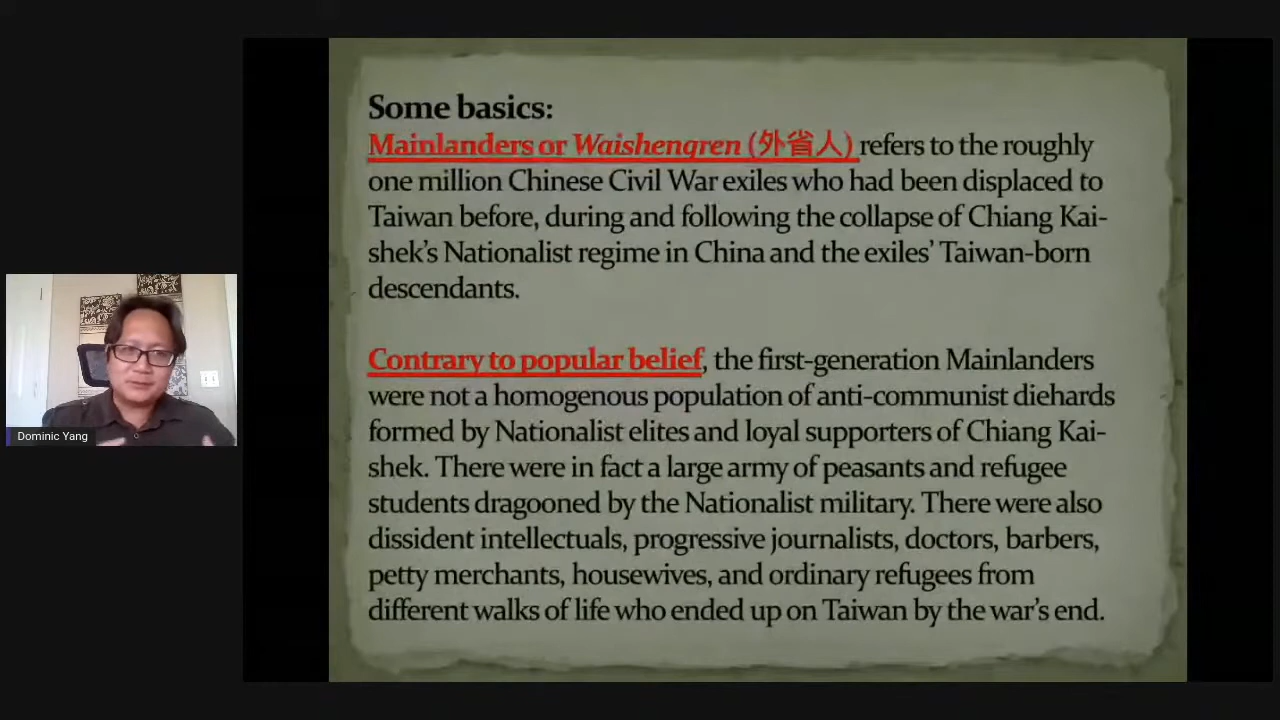 Some basics:
Mainlanders or Waishengren (外省人) refers to the roughly
one million Chinese Civil War exiles who had been displaced to
Taiwan before, during and following the collapse of Chiang Kai-
shek's Nationalist regime in China and the exiles' Taiwan-born
descendants.
Contrary to popular belief, the first-generation Mainlanders
were not a homogenous population of anti-communist diehards
formed by Nationalist elites and loyal supporters of Chiang Kai-
shek. There were in fact a large army of peasants and refugee
students dragooned by the Nationalist military. There were also
dissident intellectuals, progressive journalists, doctors, barbers,
petty merchants, housewives, and ordinary refugees from
different walks of life who ended up on Taiwan by the war's end.
Dominic Yang